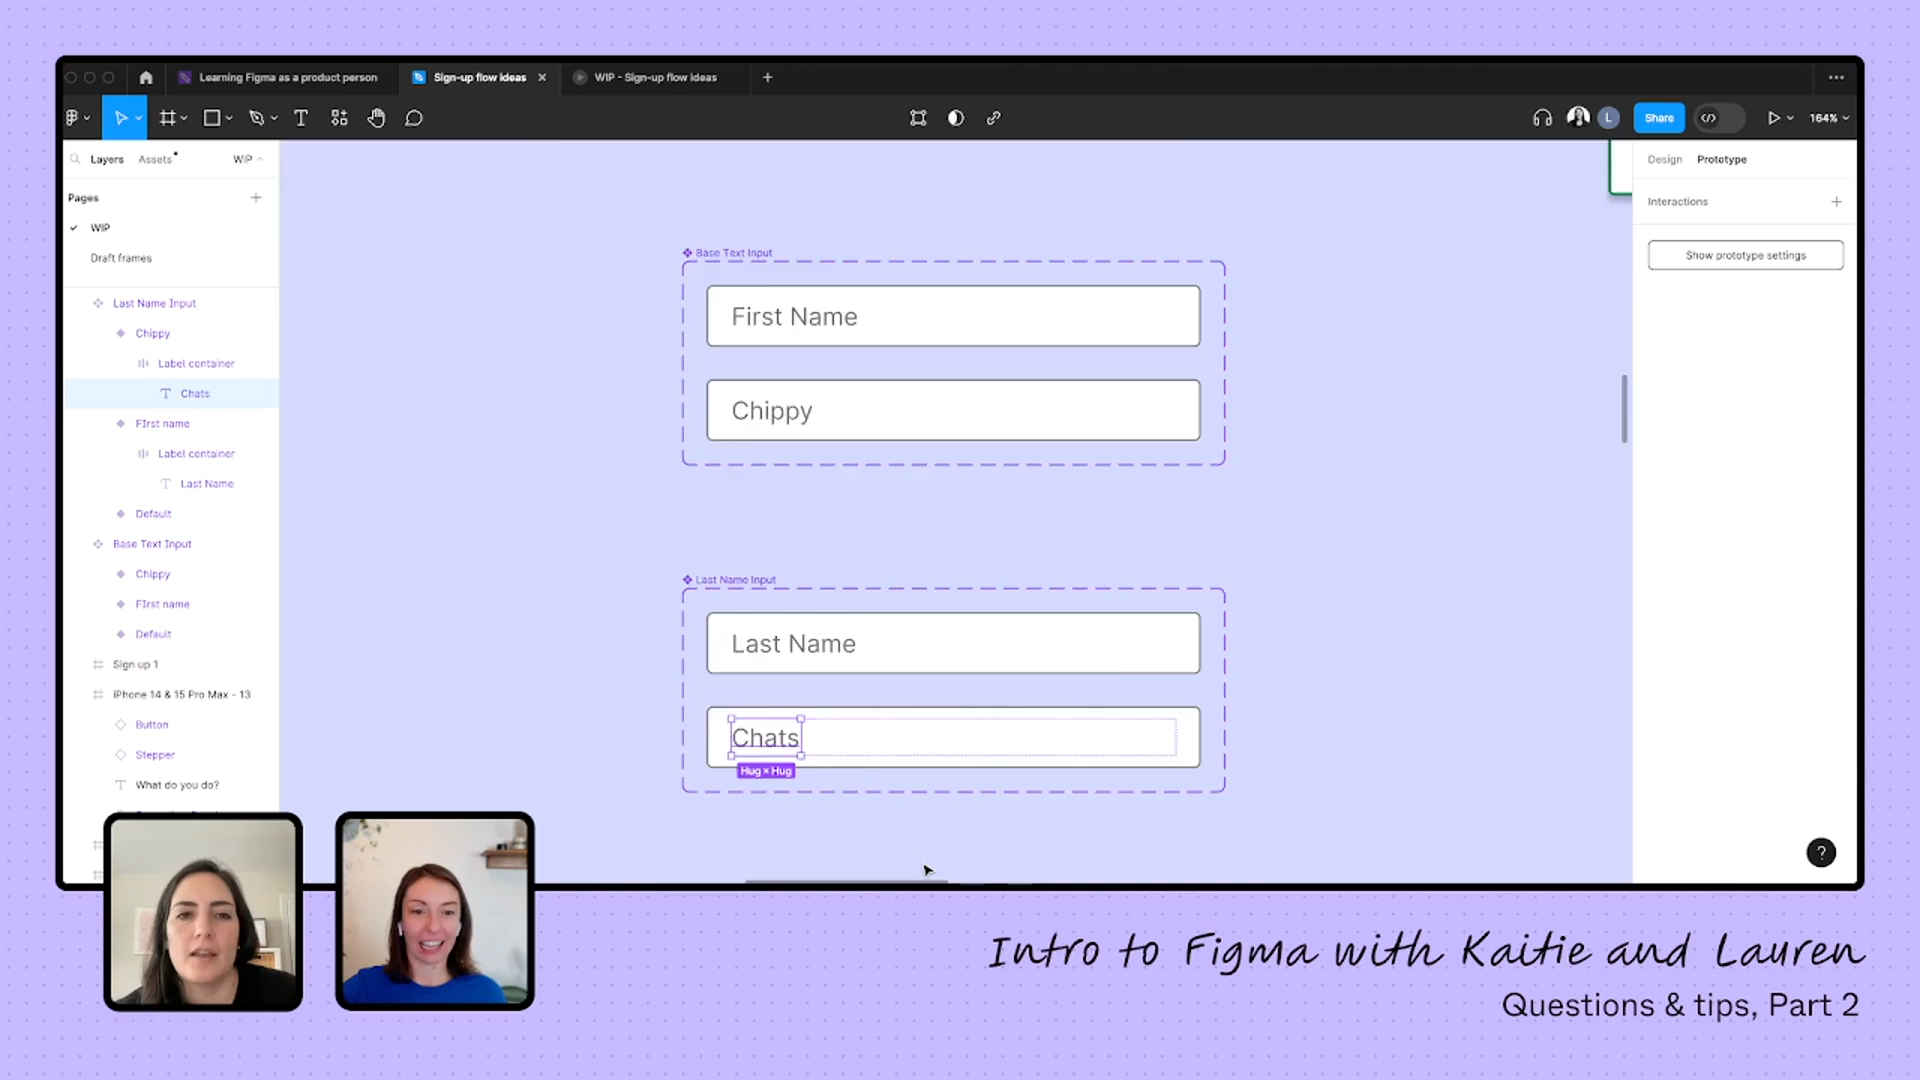 Learning Figma as a product person
Sign-up flow ideas
WIP - Sign-up flow ideas
L
Share
164%
Layers
Assets
WIP
Pages
WIP
Draft frames
Last Name Input
Chippy
Label container
Chats
FIrst name
Label container
Last Name
Default
Base Text Input
Chippy
FIrst name
Default
Sign up 1
iPhone 14 & 15 Pro Max - 13
Button
Stepper
What do you do?
Base Text Input
First Name
Chippy
Last Name Input
Last Name
Chats
Hug × Hug
Design
Prototype
Interactions
Show prototype settings
?
Intro to Figma with Kaitie and Lauren
Questions & tips, Part 2